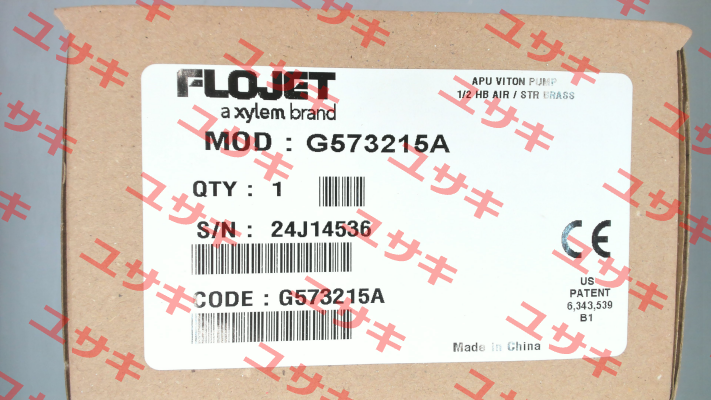 FLOJET
a xylem brand
APU VITON PUMP
1/2 HB AIR / STR BRASS
MOD : G573215A
QTY : 1
S/N : 24J14536
CODE : G573215A
US
PATENT
6,343,539
B1
Made in China
CE
ユサキ